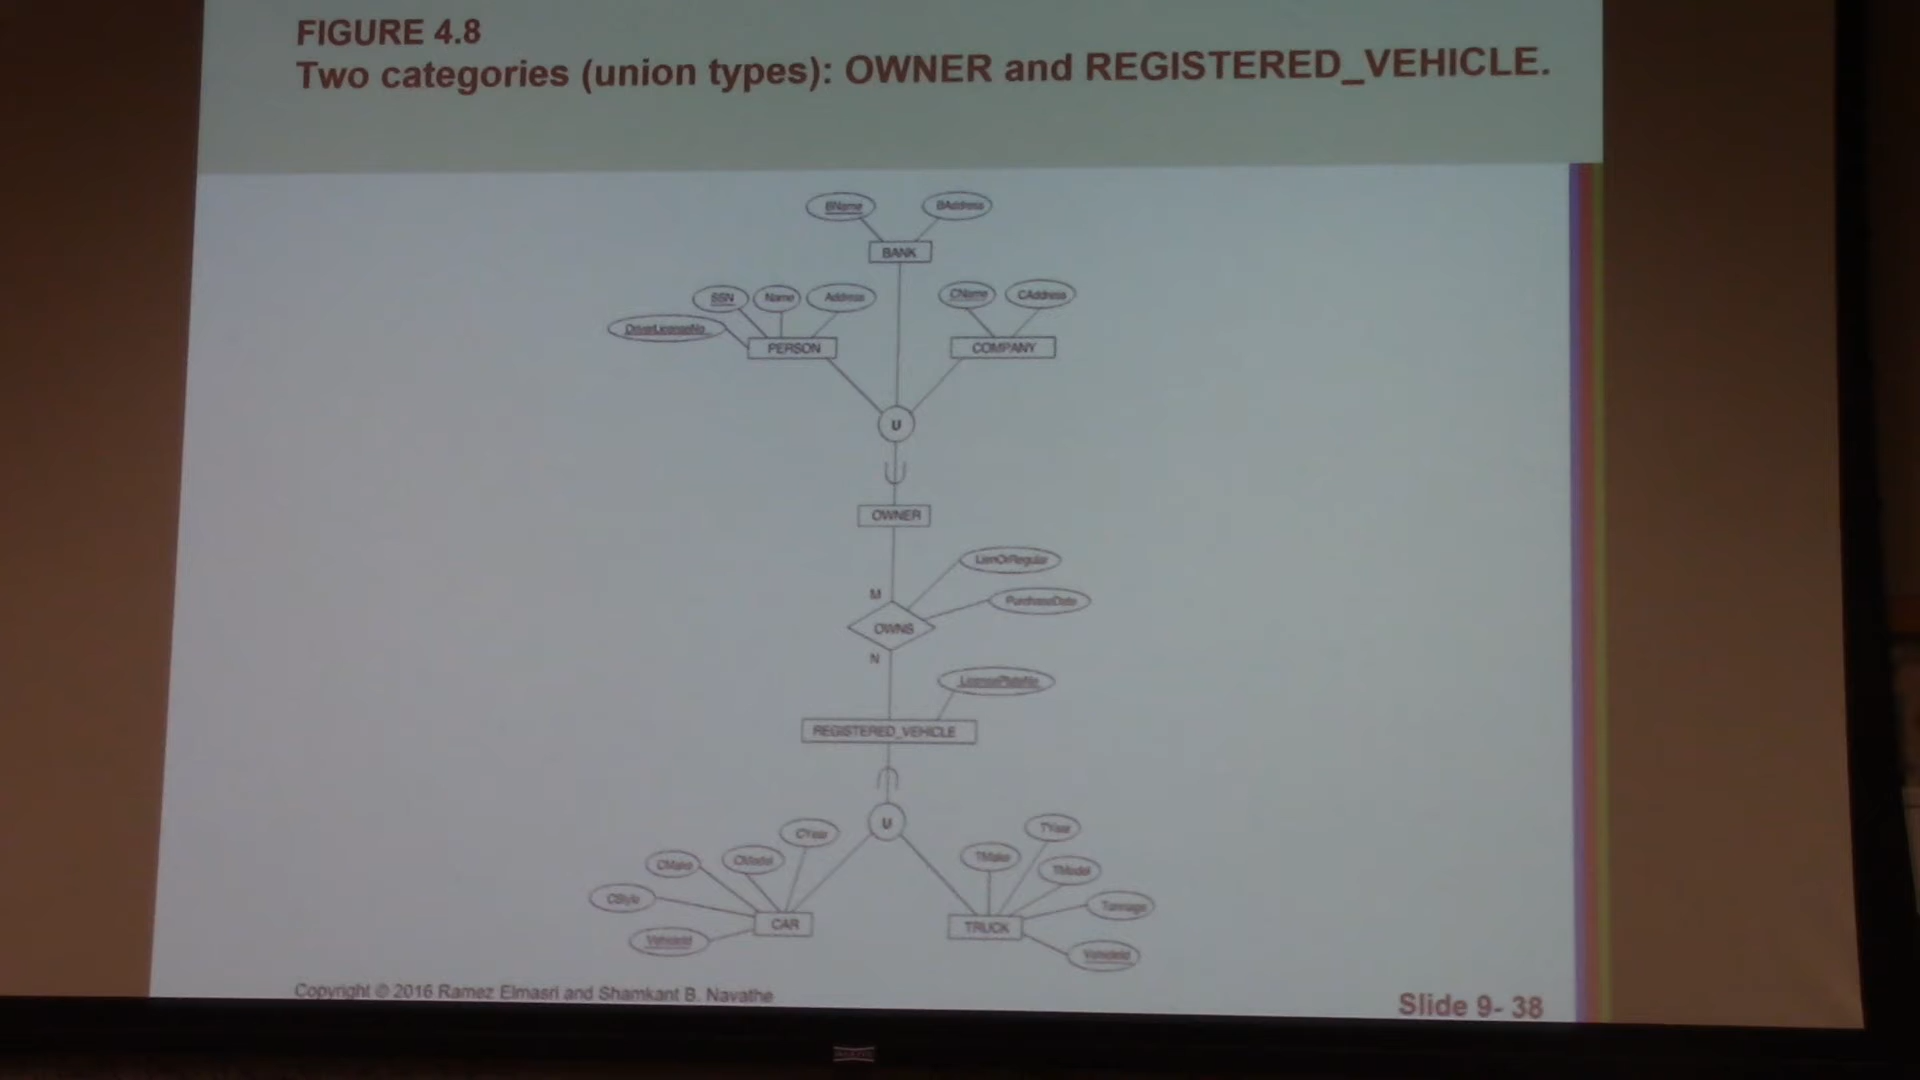 FIGURE 4.8
Two categories (union types): OWNER and REGISTERED_VEHICLE.
BName
BAddress
BANK
SSN
Name
Address
CName
CAddress
DriverLicenseNo
PERSON
COMPANY
U
OWNER
LienOrRegular
M
PurchaseDate
OWNS
N
LicensePlateNo
REGISTERED_VEHICLE
U
CYear
TYear
CMake
CModel
TMake
TModel
CStyle
Tonnage
CAR
TRUCK
VehicleId
VehicleId
Copyright © 2016 Ramez Elmasri and Shamkant B. Navathe
Slide 9- 38